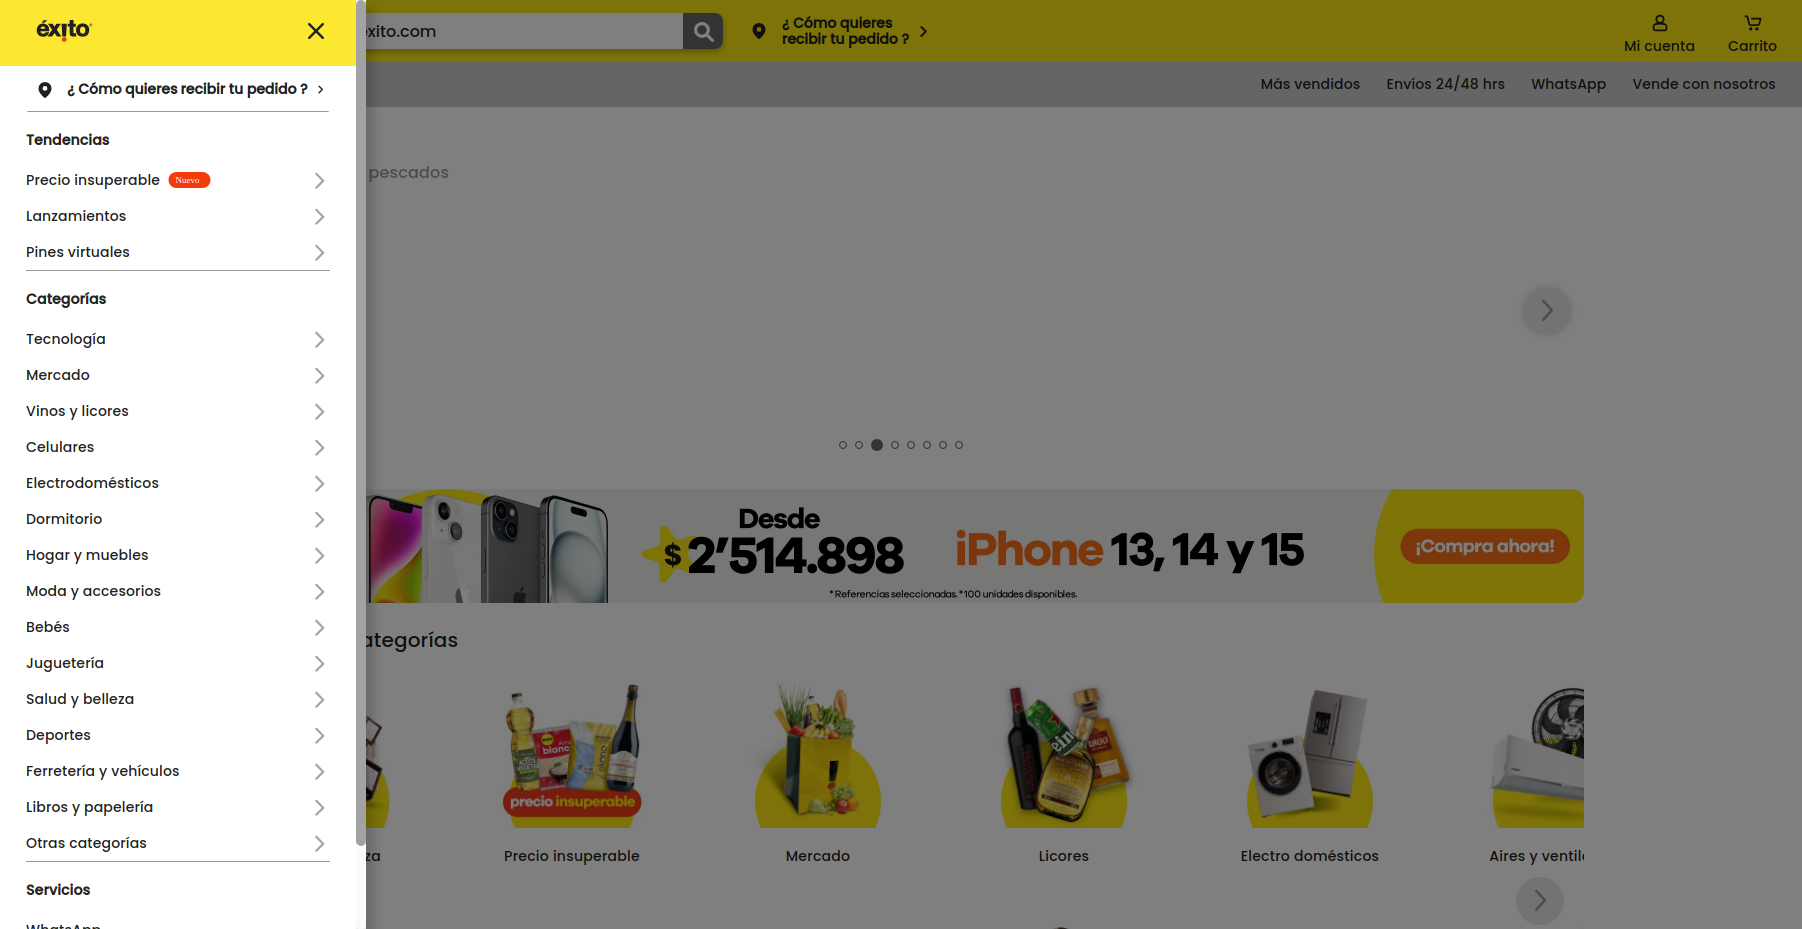 éxito
¿ Cómo quieres recibir tu pedido ?
Tendencias
Precio insuperable Nuevo
Lanzamientos
Pines virtuales
Categorías
Tecnología
Mercado
Vinos y licores
Celulares
Electrodomésticos
Dormitorio
Hogar y muebles
Moda y accesorios
Bebés
Juguetería
Salud y belleza
Deportes
Ferretería y vehículos
Libros y papelería
Otras categorías
Servicios
WhatsApp
exito.com
¿ Cómo quieres
recibir tu pedido ?
Mi cuenta
Carrito
Más vendidos
Envíos 24/48 hrs
WhatsApp
Vende con nosotros
pescados
Desde
$ 2'514.898
iPhone 13, 14 y 15
*Referencias seleccionadas. *100 unidades disponibles.
¡Compra ahora!
ategorías
blanc
precio insuperable
1800
za
Precio insuperable
Mercado
Licores
Electro domésticos
Aires y ventil